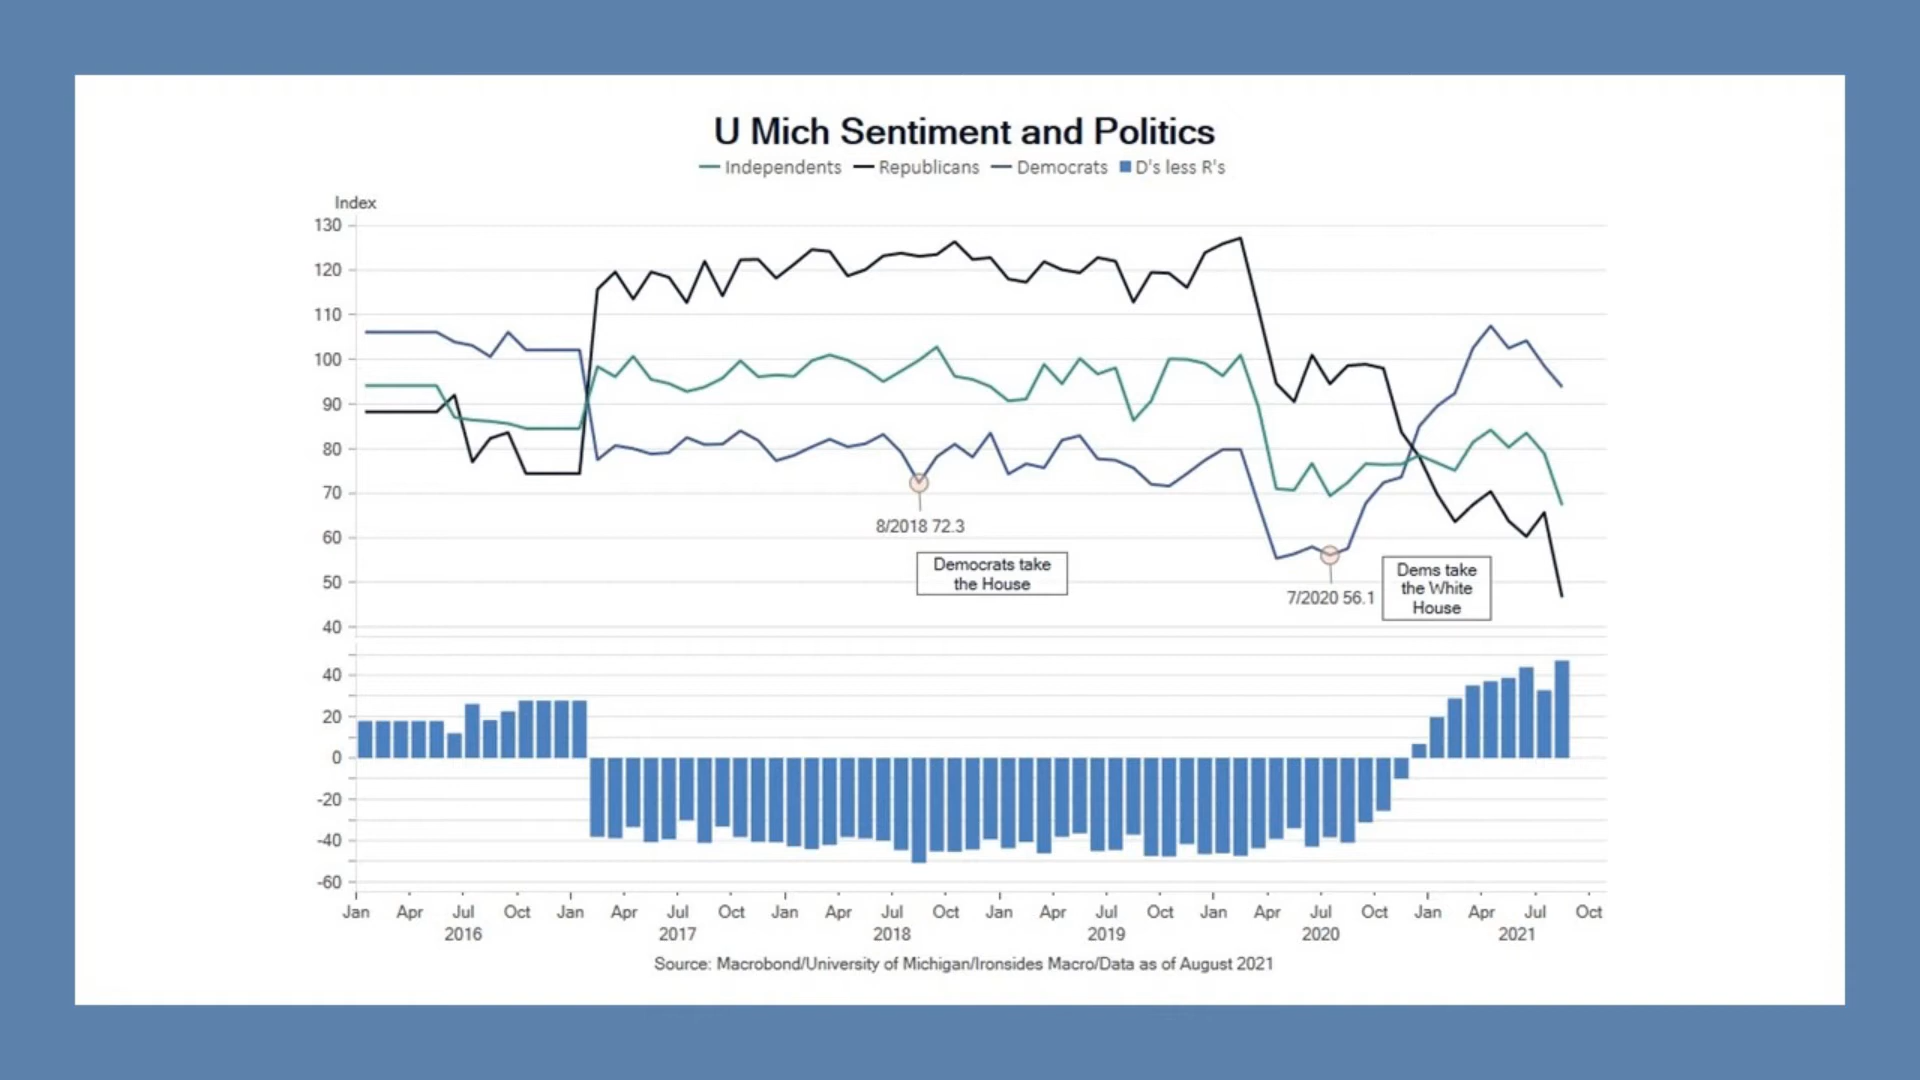 U Mich Sentiment and Politics
Independents Republicans Democrats D's less R's
Index
130
120
110
100
90
80
70
60
50
40
8/2018 72.3
Democrats take
the House
7/2020 56.1
Dems take
the White
House
40
20
0
-20
-40
-60
Jan Apr Jul Oct Jan Apr Jul Oct Jan Apr Jul Oct Jan Apr Jul Oct Jan Apr Jul Oct Jan Apr Jul Oct
2016 2017 2018 2019 2020 2021
Source: Macrobond/University of Michigan/Ironsides Macro/Data as of August 2021